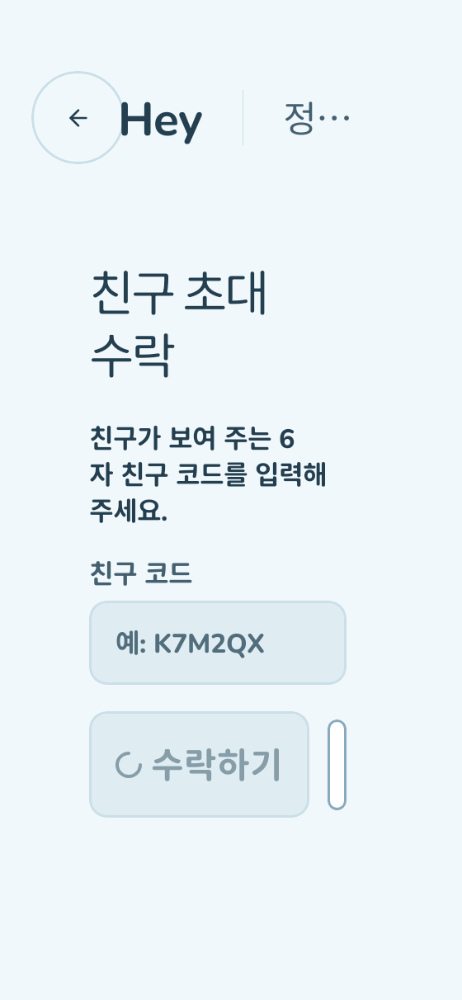 Hey
정…
친구 초대
수락
친구가 보여 주는 6
자 친구 코드를 입력해
주세요.
친구 코드
예: K7M2QX
수락하기